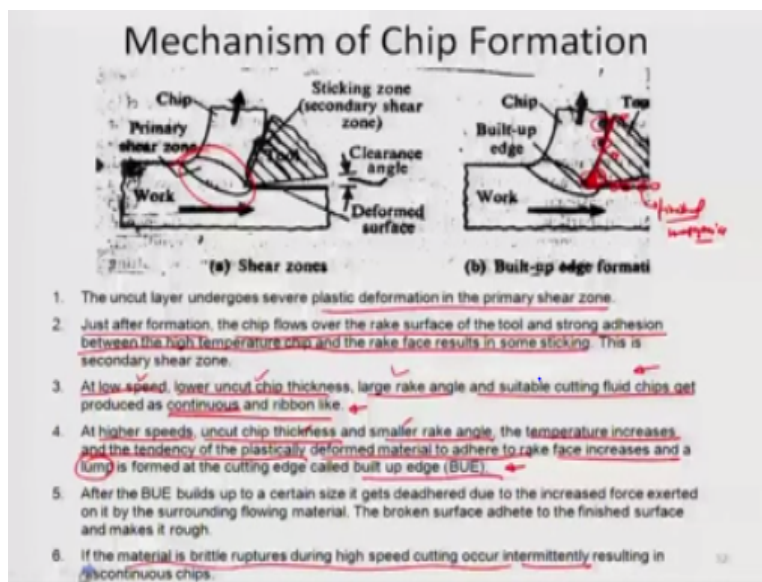 Mechanism of Chip Formation
Sticking zone
(secondary shear
zone)
Chip
Primary
shear zone
Tool
Clearance
angle
Work
Deformed
surface
(a) Shear zones
Chip
Built-up
edge
Work
(b) Built-up edge formati
finished
1. The uncut layer undergoes severe plastic deformation in the primary shear zone.
2. Just after formation, the chip flows over the rake surface of the tool and strong adhesion
between the high temperature chip and the rake face results in some sticking. This is
secondary shear zone.
3. At low speed, lower uncut chip thickness, large rake angle and suitable cutting fluid chips get
produced as continuous and ribbon like.
4. At higher speeds, uncut chip thickness and smaller rake angle, the temperature increases
and the tendency of the plastically deformed material to adhere to rake face increases and a
lump is formed at the cutting edge called built up edge (BUE).
5. After the BUE builds up to a certain size it gets deadhered due to the increased force exerted
on it by the surrounding flowing material. The broken surface adhete to the finished surface
and makes it rough.
6. If the material is brittle ruptures during high speed cutting occur intermittently resulting in
discontinuous chips.